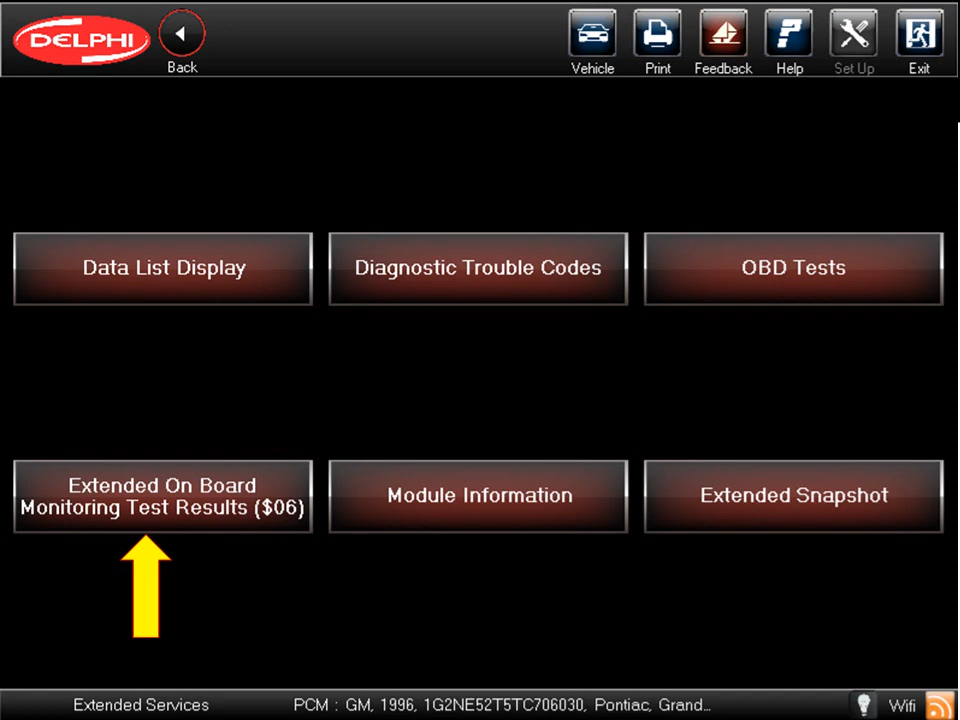 DELPHI
Back
Vehicle
Print
Feedback
Help
Set Up
Exit
Data List Display
Diagnostic Trouble Codes
OBD Tests
Extended On Board
Monitoring Test Results ($06)
Module Information
Extended Snapshot
Extended Services
PCM : GM, 1996, 1G2NE52T5TC706030, Pontiac, Grand...
Wifi